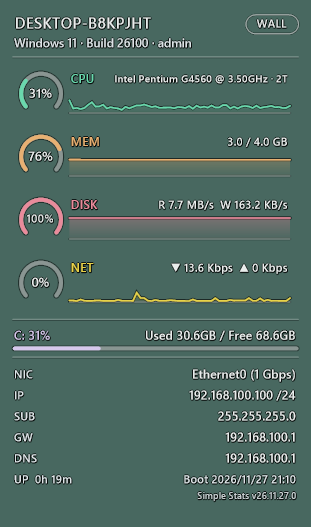 DESKTOP-B8KPJHT WALL
Windows 11 · Build 26100 · admin
31% CPU Intel Pentium G4560 @ 3.50GHz · 2T
76% MEM 3.0 / 4.0 GB
100% DISK R 7.7 MB/s W 163.2 KB/s
0% NET ▼ 13.6 Kbps ▲ 0 Kbps
C: 31% Used 30.6GB / Free 68.6GB
NIC Ethernet0 (1 Gbps)
IP 192.168.100.100 /24
SUB 255.255.255.0
GW 192.168.100.1
DNS 192.168.100.1
UP 0h 19m Boot 2026/11/27 21:10
Simple Stats v26.11.27.0